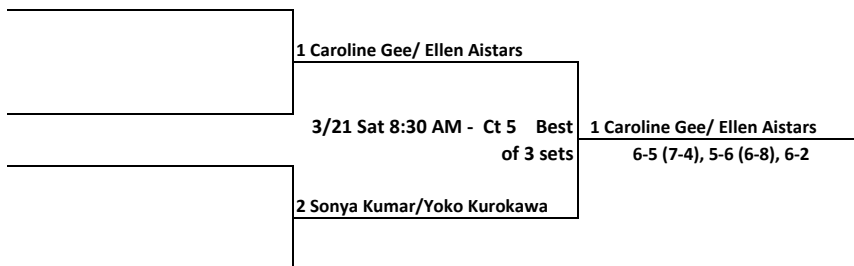 1 Caroline Gee/ Ellen Aistars
3/21 Sat 8:30 AM - Ct 5 Best
of 3 sets
1 Caroline Gee/ Ellen Aistars
6-5 (7-4), 5-6 (6-8), 6-2
2 Sonya Kumar/Yoko Kurokawa